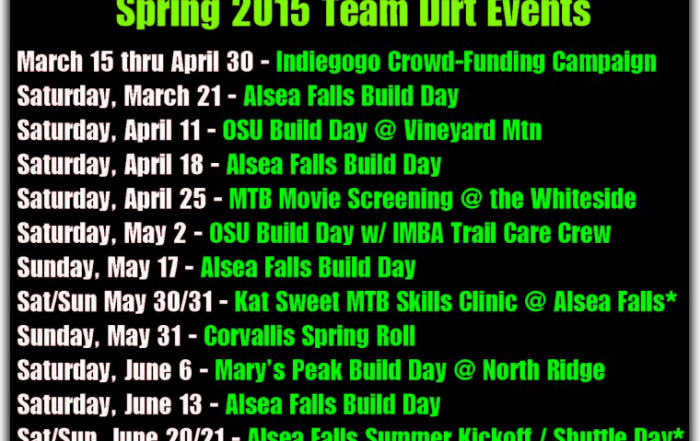 Spring 2015 Team Dirt Events
March 15 thru April 30 - Indiegogo Crowd-Funding Campaign
Saturday, March 21 - Alsea Falls Build Day
Saturday, April 11 - OSU Build Day @ Vineyard Mtn
Saturday, April 18 - Alsea Falls Build Day
Saturday, April 25 - MTB Movie Screening @ the Whiteside
Saturday, May 2 - OSU Build Day w/ IMBA Trail Care Crew
Sunday, May 17 - Alsea Falls Build Day
Sat/Sun May 30/31 - Kat Sweet MTB Skills Clinic @ Alsea Falls*
Sunday, May 31 - Corvallis Spring Roll
Saturday, June 6 - Mary's Peak Build Day @ North Ridge
Saturday, June 13 - Alsea Falls Build Day
Sat/Sun, June 20/21 - Alsea Falls Summer Kickoff / Shuttle Day*